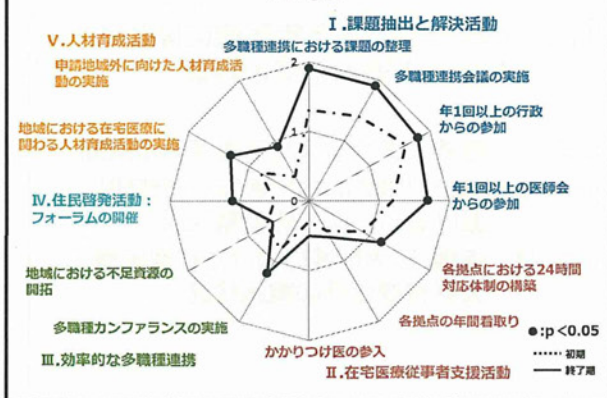 I.課題抽出と解決活動
多職種連携における課題の整理
多職種連携会議の実施
年1回以上の行政
からの参加
年1回以上の医師会
からの参加
各拠点における24時間
対応体制の構築
各拠点の年間看取り
かかりつけ医の参入
II.在宅医療従事者支援活動
多職種カンファランスの実施
III.効率的な多職種連携
地域における不足資源の
開拓
IV.住民啓発活動：
フォーラムの開催
地域における在宅医療に
関わる人材育成活動の実施
申請地域外に向けた人材育成活
動の実施
V.人材育成活動
2
1
0
●:p<0.05
初期
終了期